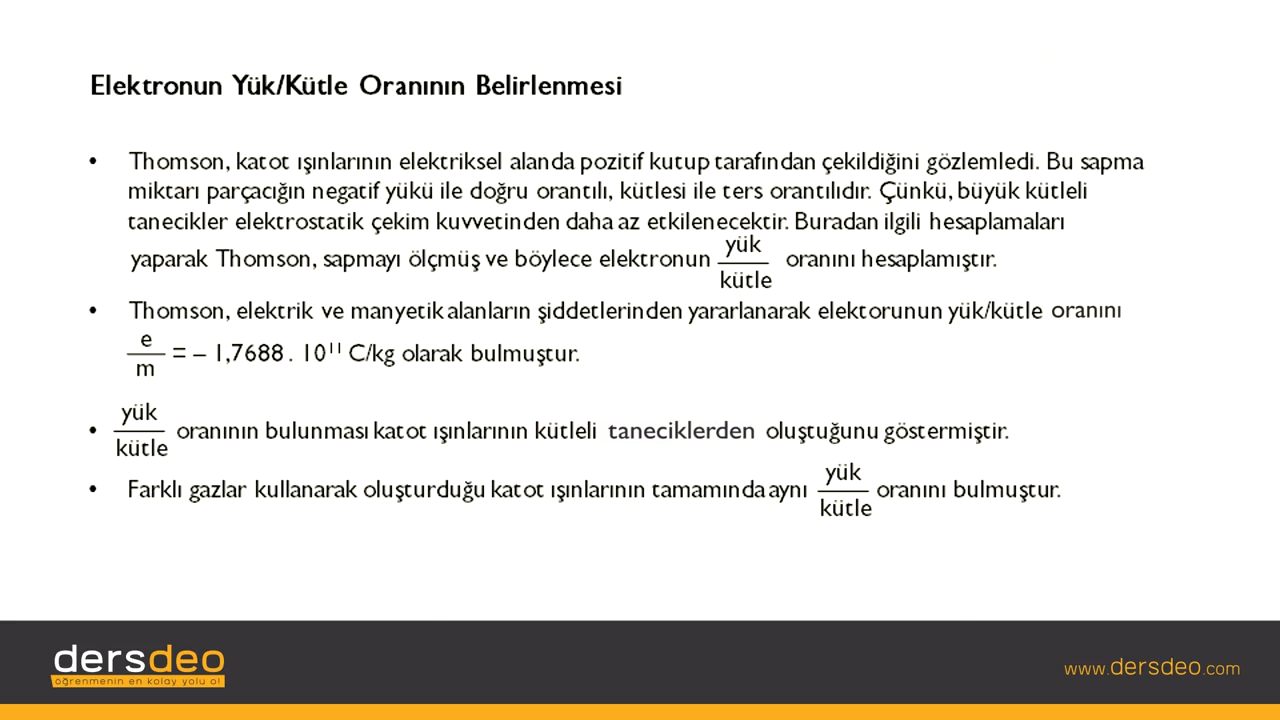 Elektronun Yük/Kütle Oranının Belirlenmesi
• Thomson, katot ışınlarının elektriksel alanda pozitif kutup tarafından çekildiğini gözlemledi. Bu sapma
miktarı parçacığın negatif yükü ile doğru orantılı, kütlesi ile ters orantılıdır. Çünkü, büyük kütleli
tanecikler elektrostatik çekim kuvvetinden daha az etkilenecektir. Buradan ilgili hesaplamaları
yaparak Thomson, sapmayı ölçmüş ve böylece elektronun yük/kütle oranını hesaplamıştır.
• Thomson, elektrik ve manyetik alanların şiddetlerinden yararlanarak elektorunun yük/kütle oranını
e/m = – 1,7688 . 10¹¹ C/kg olarak bulmuştur.
• yük/kütle oranının bulunması katot ışınlarının kütleli taneciklerden oluştuğunu göstermiştir.
• Farklı gazlar kullanarak oluşturduğu katot ışınlarının tamamında aynı yük/kütle oranını bulmuştur.
dersdeo
öğrenmenin en kolay yolu o!
www.dersdeo.com